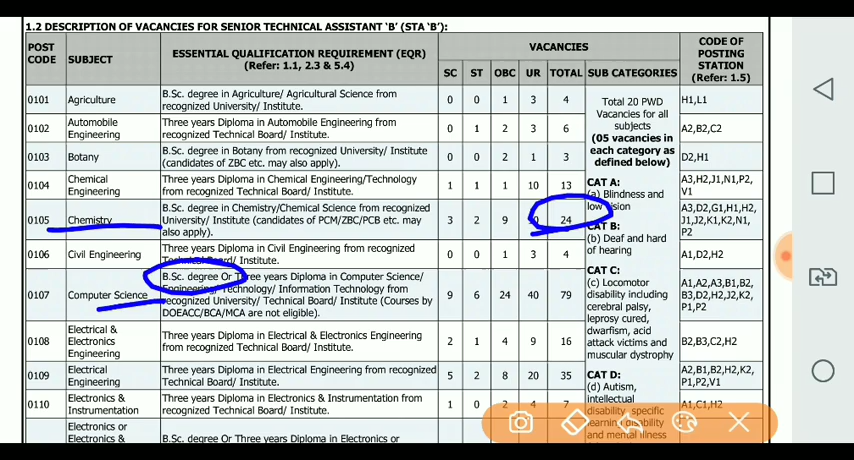 1.2 DESCRIPTION OF VACANCIES FOR SENIOR TECHNICAL ASSISTANT 'B' (STA 'B'):
POST CODE SUBJECT ESSENTIAL QUALIFICATION REQUIREMENT (EQR) (Refer: 1.1, 2.3 & 5.4) VACANCIES CODE OF POSTING STATION (Refer: 1.5)
SC ST OBC UR TOTAL SUB CATEGORIES
0101 Agriculture B.Sc. degree in Agriculture/ Agricultural Science from
recognized University/ Institute. 0 0 1 3 4 H1,L1
0102 Automobile Engineering Three years Diploma in Automobile Engineering from
recognized Technical Board/ Institute. 0 1 2 3 6 A2,B2,C2
0103 Botany B.Sc. degree in Botany from recognized University/ Institute
(candidates of ZBC etc. may also apply). 0 0 2 1 3 D2,H1
0104 Chemical Engineering Three years Diploma in Chemical Engineering/Technology
from recognized Technical Board/ Institute. 1 1 1 10 13 A3,H2,J1,N1,P2,
V1
0105 Chemistry B.Sc. degree in Chemistry/Chemical Science from recognized
University/ Institute (candidates of PCM/ZBC/PCB etc. may
also apply). 3 2 9 24 A3,D2,G1,H1,H2,
J1,J2,K1,K2,N1,
P2
0106 Civil Engineering Three years Diploma in Civil Engineering from recognized
Technical Board/ Institute. 0 0 1 3 4 A1,D2,H2
0107 Computer Science B.Sc. degree Or Three years Diploma in Computer Science/
Engineering/ Technology/ Information Technology from
recognized University/ Technical Board/ Institute (Courses by
DOEACC/BCA/MCA are not eligible). 9 6 24 40 79 A1,A2,A3,B1,B2,
B3,D2,H2,J2,K2,
P1,P2
0108 Electrical & Electronics Engineering Three years Diploma in Electrical & Electronics Engineering
from recognized Technical Board/ Institute. 2 1 4 9 16 B2,B3,C2,H2
0109 Electrical Engineering Three years Diploma in Electrical Engineering from recognized
Technical Board/ Institute. 5 2 8 20 35 A2,B1,B2,H2,K2,
P1,P2,V1
0110 Electronics & Instrumentation Three years Diploma in Electronics & Instrumentation from
recognized Technical Board/ Institute. 1 0 2 4 7 A1,C1,H2
Electronics or
Electronics & B.Sc. degree Or Three years Diploma in Electronics or
Total 20 PWD
Vacancies for all
subjects
(05 vacancies in
each category as
defined below)
CAT A:
(a) Blindness and
low vision
CAT B:
(b) Deaf and hard
of hearing
CAT C:
(c) Locomotor
disability including
cerebral palsy,
leprosy cured,
dwarfism, acid
attack victims and
muscular dystrophy
CAT D:
(d) Autism,
intellectual
disability, specific
learning disability
and mental illness